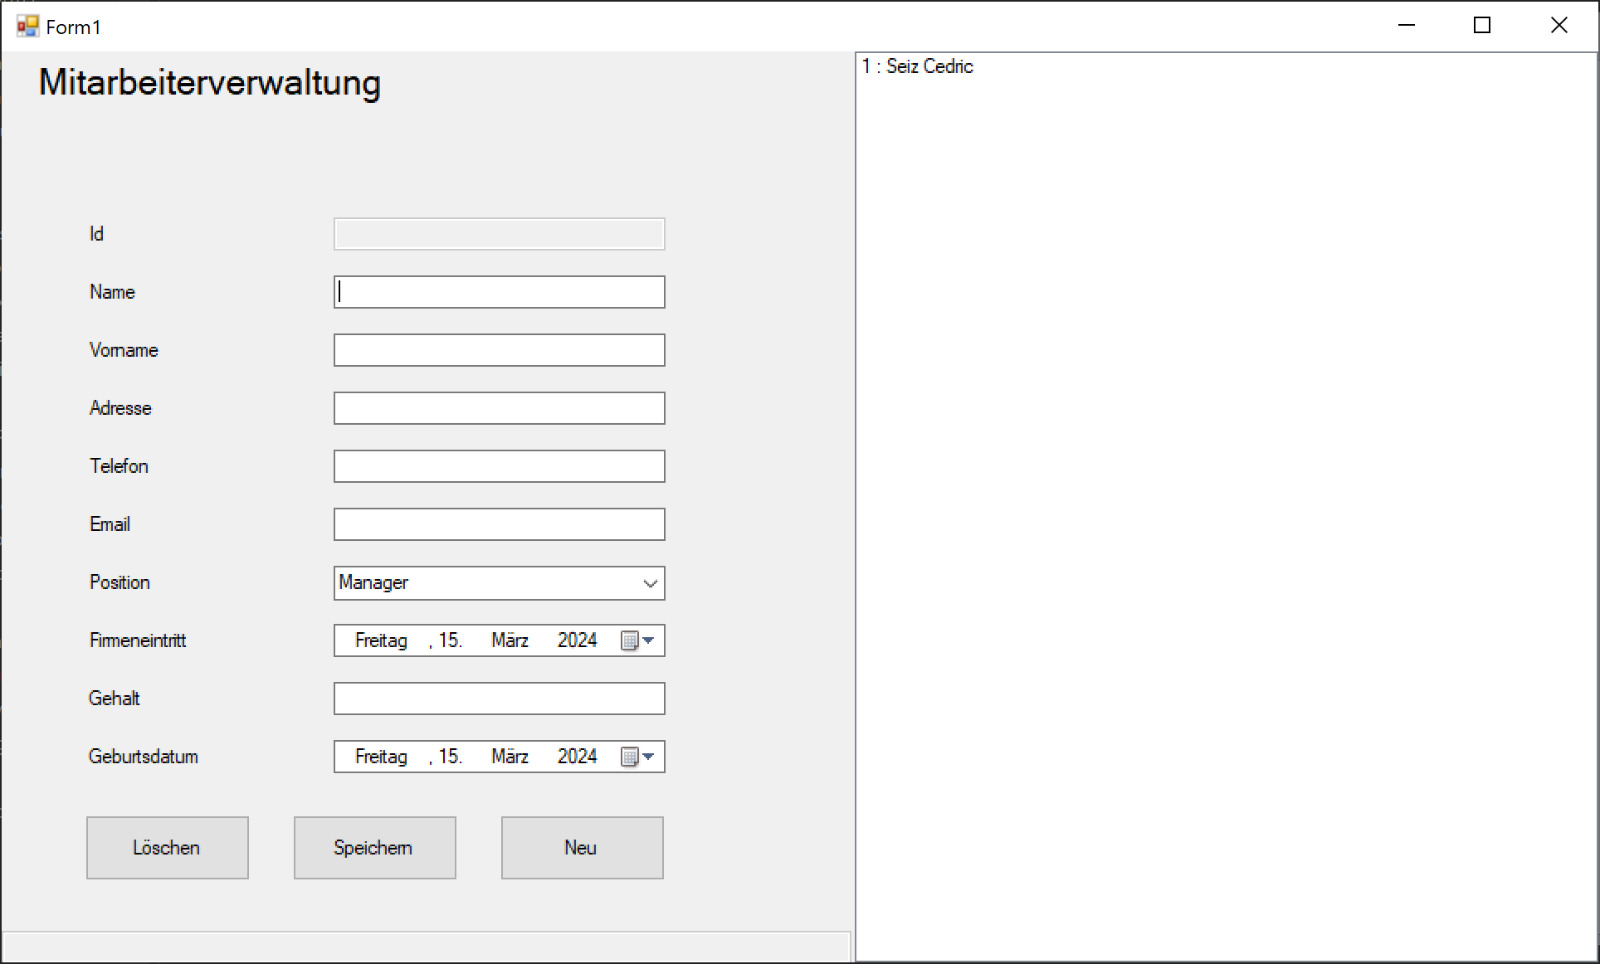 Form1
Mitarbeiterverwaltung
1 : Seiz Cedric
Id
Name
Vorname
Adresse
Telefon
Email
Position Manager
Firmeneintritt Freitag , 15. März 2024
Gehalt
Geburtsdatum Freitag , 15. März 2024
Löschen Speichern Neu